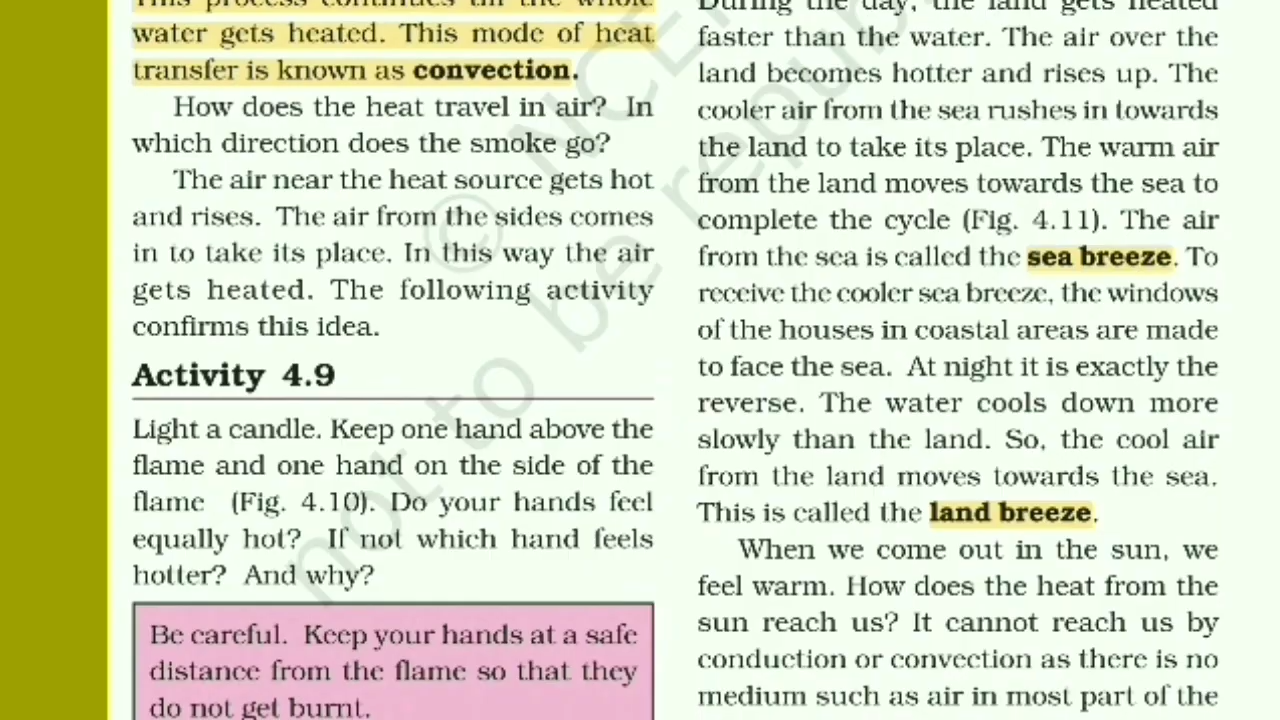 This process continues till the whole
water gets heated. This mode of heat
transfer is known as convection.
How does the heat travel in air? In
which direction does the smoke go?
The air near the heat source gets hot
and rises. The air from the sides comes
in to take its place. In this way the air
gets heated. The following activity
confirms this idea.
Activity 4.9
Light a candle. Keep one hand above the
flame and one hand on the side of the
flame (Fig. 4.10). Do your hands feel
equally hot? If not which hand feels
hotter? And why?
Be careful. Keep your hands at a safe
distance from the flame so that they
do not get burnt.
During the day, the land gets heated
faster than the water. The air over the
land becomes hotter and rises up. The
cooler air from the sea rushes in towards
the land to take its place. The warm air
from the land moves towards the sea to
complete the cycle (Fig. 4.11). The air
from the sea is called the sea breeze. To
receive the cooler sea breeze, the windows
of the houses in coastal areas are made
to face the sea. At night it is exactly the
reverse. The water cools down more
slowly than the land. So, the cool air
from the land moves towards the sea.
This is called the land breeze.
When we come out in the sun, we
feel warm. How does the heat from the
sun reach us? It cannot reach us by
conduction or convection as there is no
medium such as air in most part of the
© NCE
not to be repub